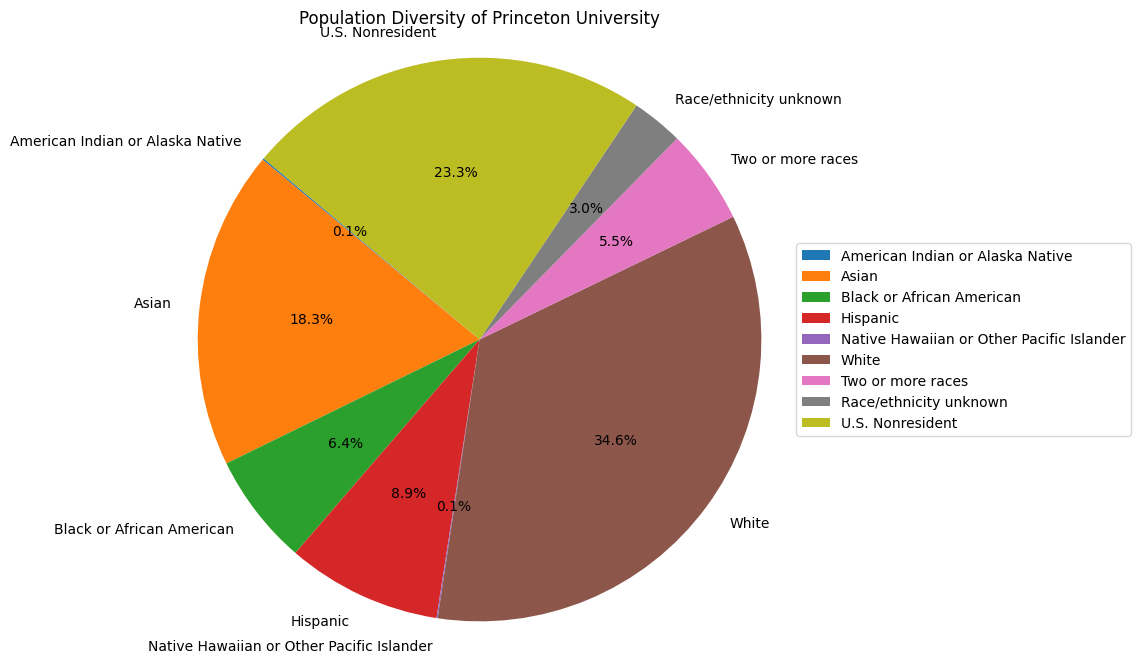 Population Diversity of Princeton University
U.S. Nonresident
Race/ethnicity unknown
American Indian or Alaska Native
Two or more races
23.3%
3.0%
0.1%
5.5%
Asian
18.3%
6.4%
34.6%
8.9%
0.1%
Black or African American
White
Hispanic
Native Hawaiian or Other Pacific Islander
American Indian or Alaska Native
Asian
Black or African American
Hispanic
Native Hawaiian or Other Pacific Islander
White
Two or more races
Race/ethnicity unknown
U.S. Nonresident